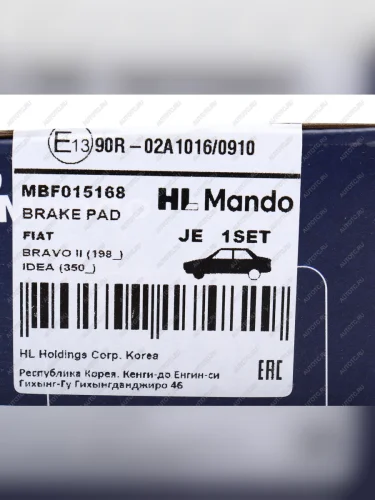 E13 90R-02A1016/0910
MBF015168
HL Mando
BRAKE PAD
FIAT
JE 1SET
BRAVO II (198_)
IDEA (350_)
HL Holdings Corp. Korea
EAC
Республика Корея. Кенги-до Енгин-си
Гихынг-Гу Гихынгданджиро 46